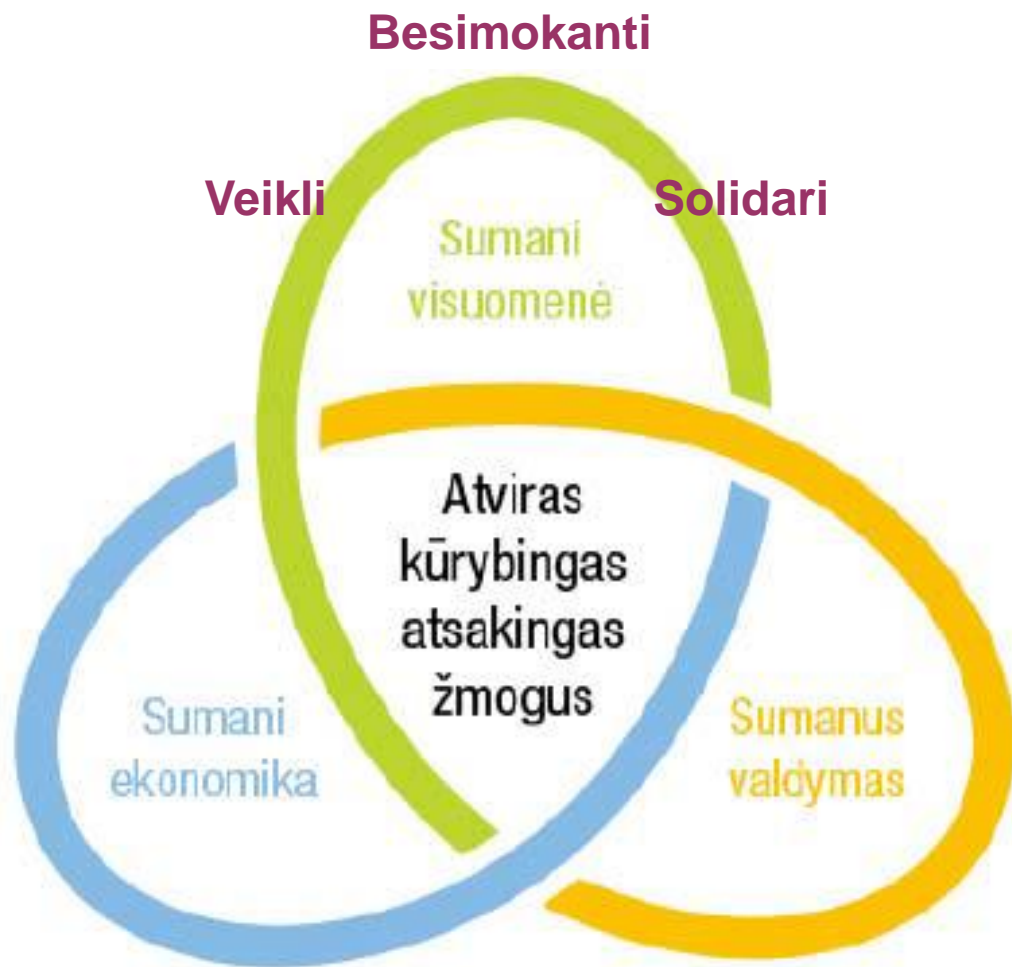 Besimokanti
Veikli
Solidari
Sumani
visuomenė
Atviras
kūrybingas
atsakingas
žmogus
Sumani
ekonomika
Sumanus
valdymas